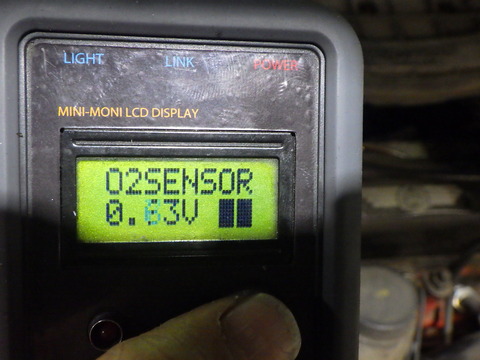 LIGHT LINK POWER
MINI-MONI LCD DISPLAY
O2SENSOR
0.63V